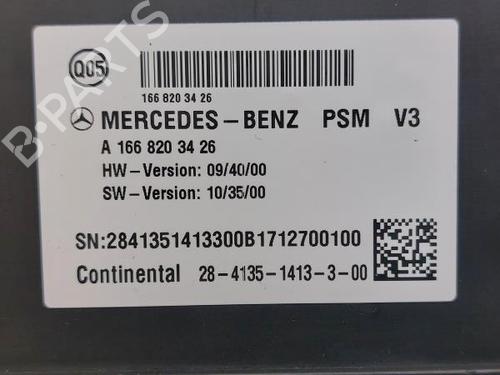 Q05
166 820 34 26
MERCEDES-BENZ PSM V3
A 166 820 34 26
HW-Version: 09/40/00
SW-Version: 10/35/00
SN:2841351413300B1712700100
Continental 28-4135-1413-3-00
B-PARTS